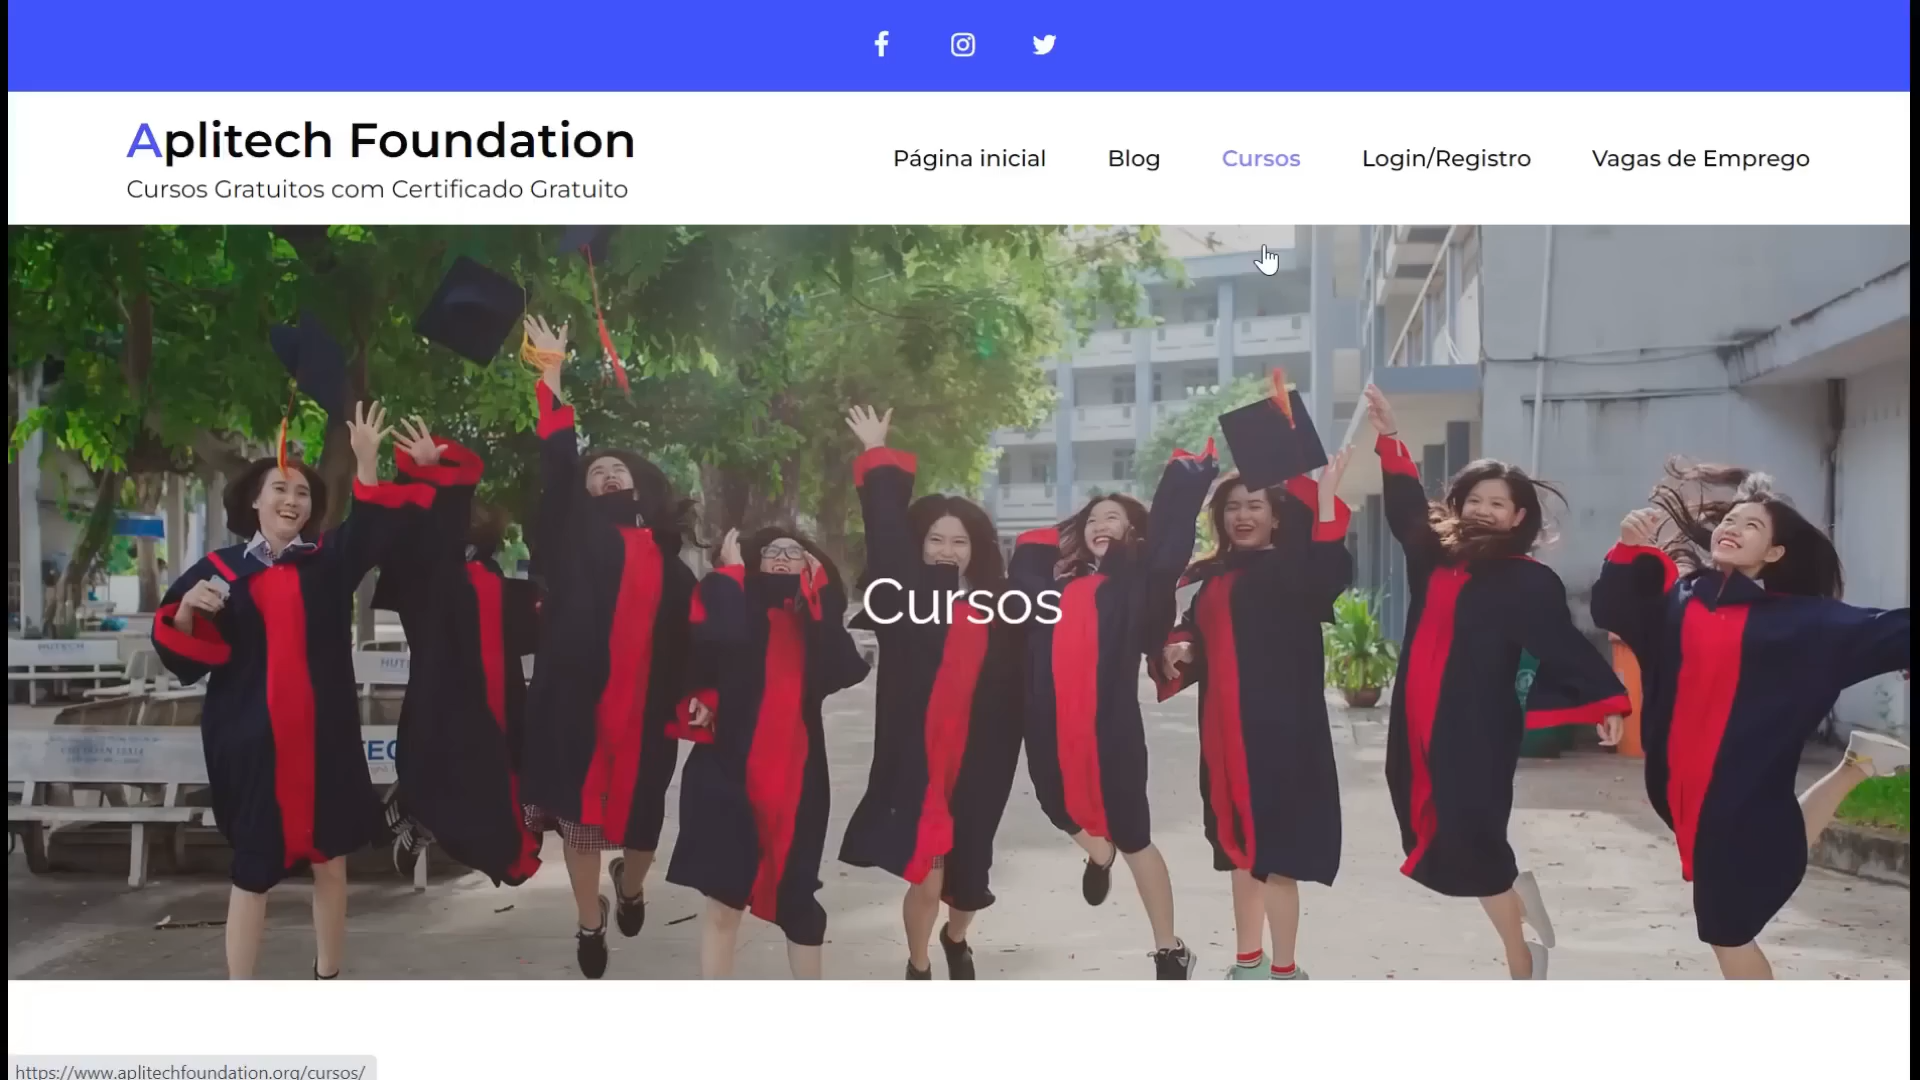 Aplitech Foundation
Cursos Gratuitos com Certificado Gratuito
Página inicial
Blog
Cursos
Login/Registro
Vagas de Emprego
Cursos
https://www.aplitechfoundation.org/cursos/